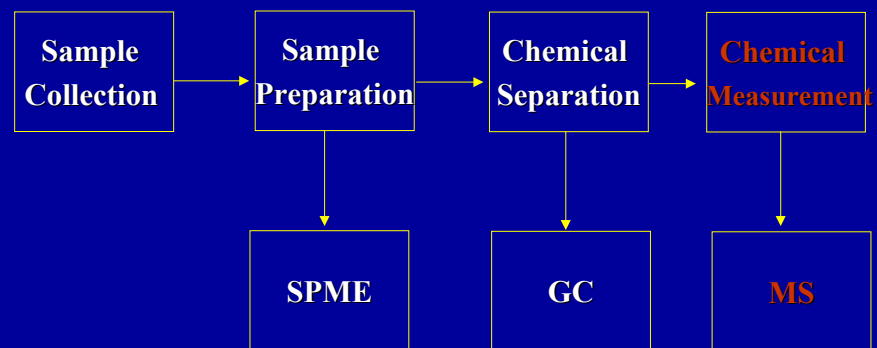 Sample
Collection
Sample
Preparation
Chemical
Separation
Chemical
Measurement
SPME
GC
MS